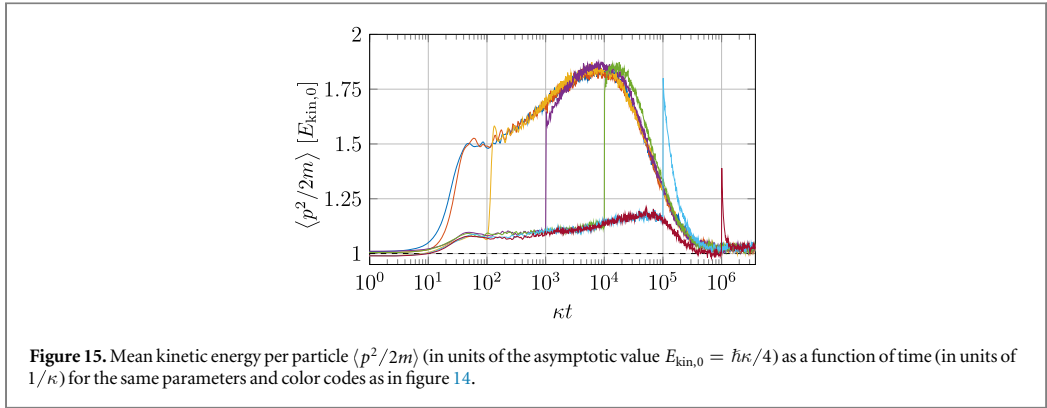 2
1.75
1.5
1.25
1
⟨p²/2m⟩ [E_kin,0]
10⁰ 10¹ 10² 10³ 10⁴ 10⁵ 10⁶
κt
Figure 15. Mean kinetic energy per particle ⟨p²/2m⟩ (in units of the asymptotic value E_kin,0 = ℏκ/4) as a function of time (in units of
1/κ) for the same parameters and color codes as in figure 14.